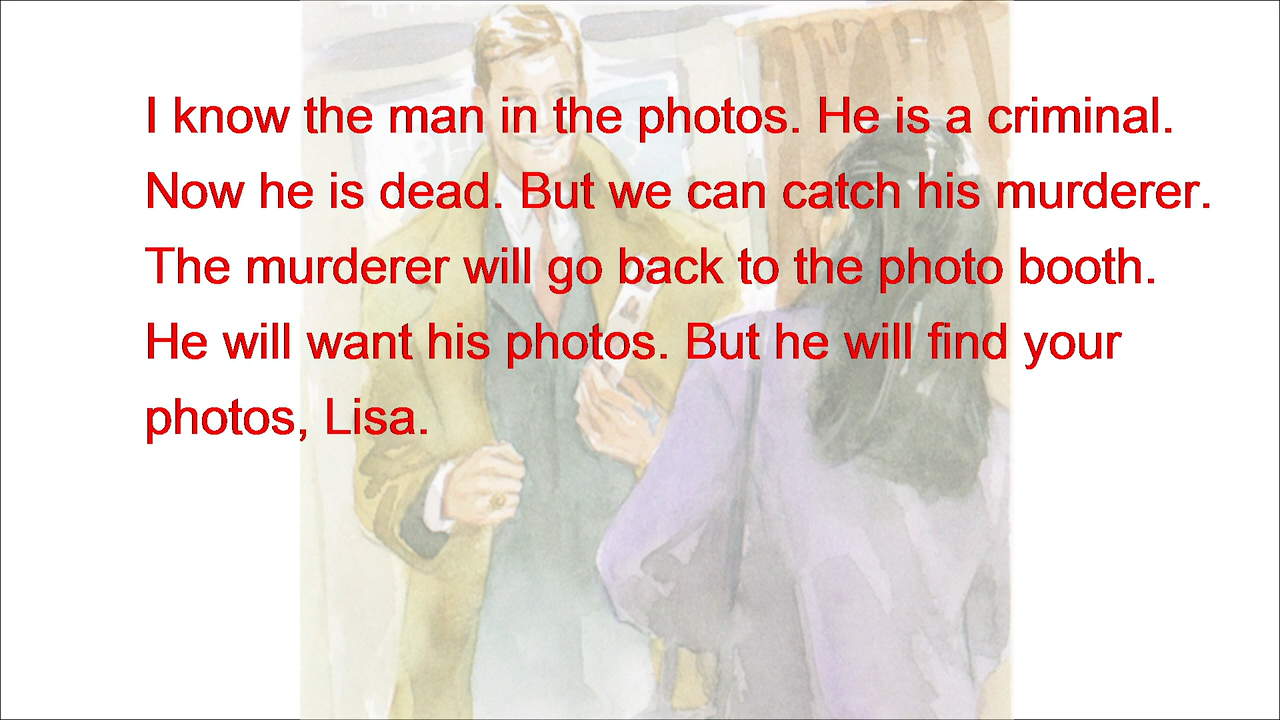 I know the man in the photos. He is a criminal.
Now he is dead. But we can catch his murderer.
The murderer will go back to the photo booth.
He will want his photos. But he will find your
photos, Lisa.